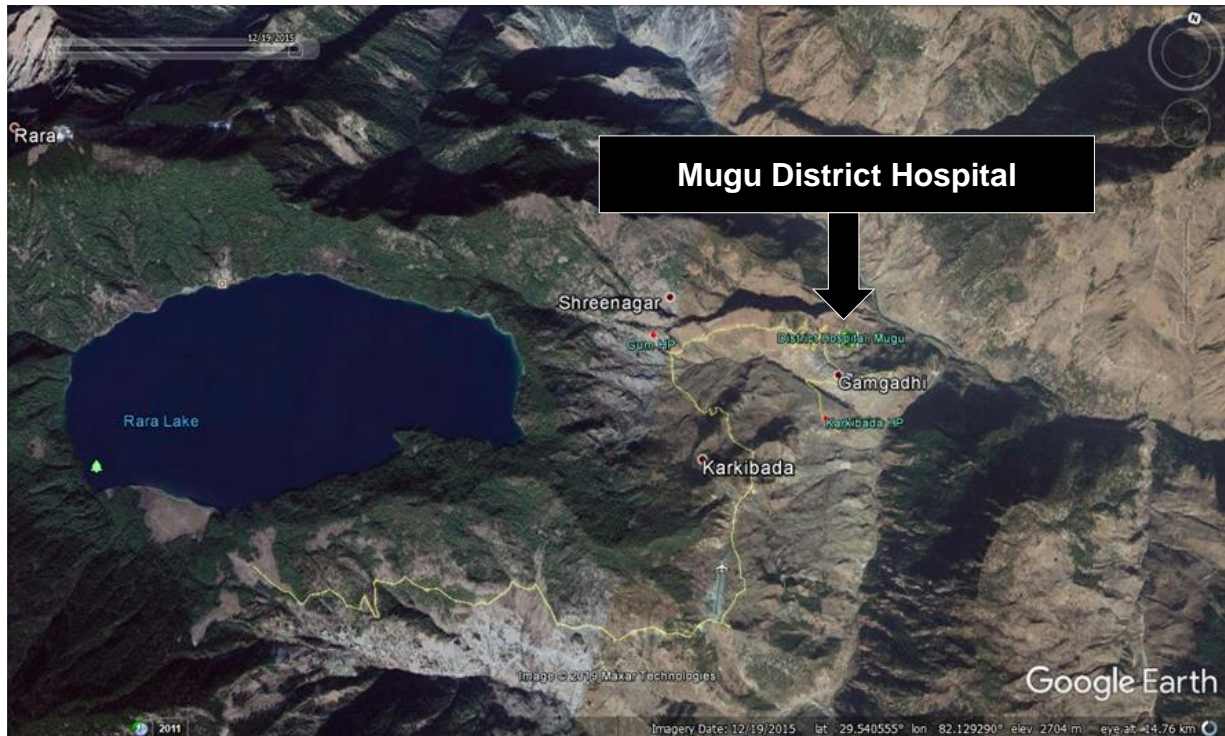 12/19/2015
N
Rara
Mugu District Hospital
Shreenagar
Gum HP
District Hospital, Mugu
Gamgadhi
Rara Lake
Karkibada HP
Karkibada
Image © 2019 Maxar Technologies
Google Earth
2011
Imagery Date: 12/19/2015 lat 29.540555° lon 82.129290° elev 2704 m eye alt 14.76 km